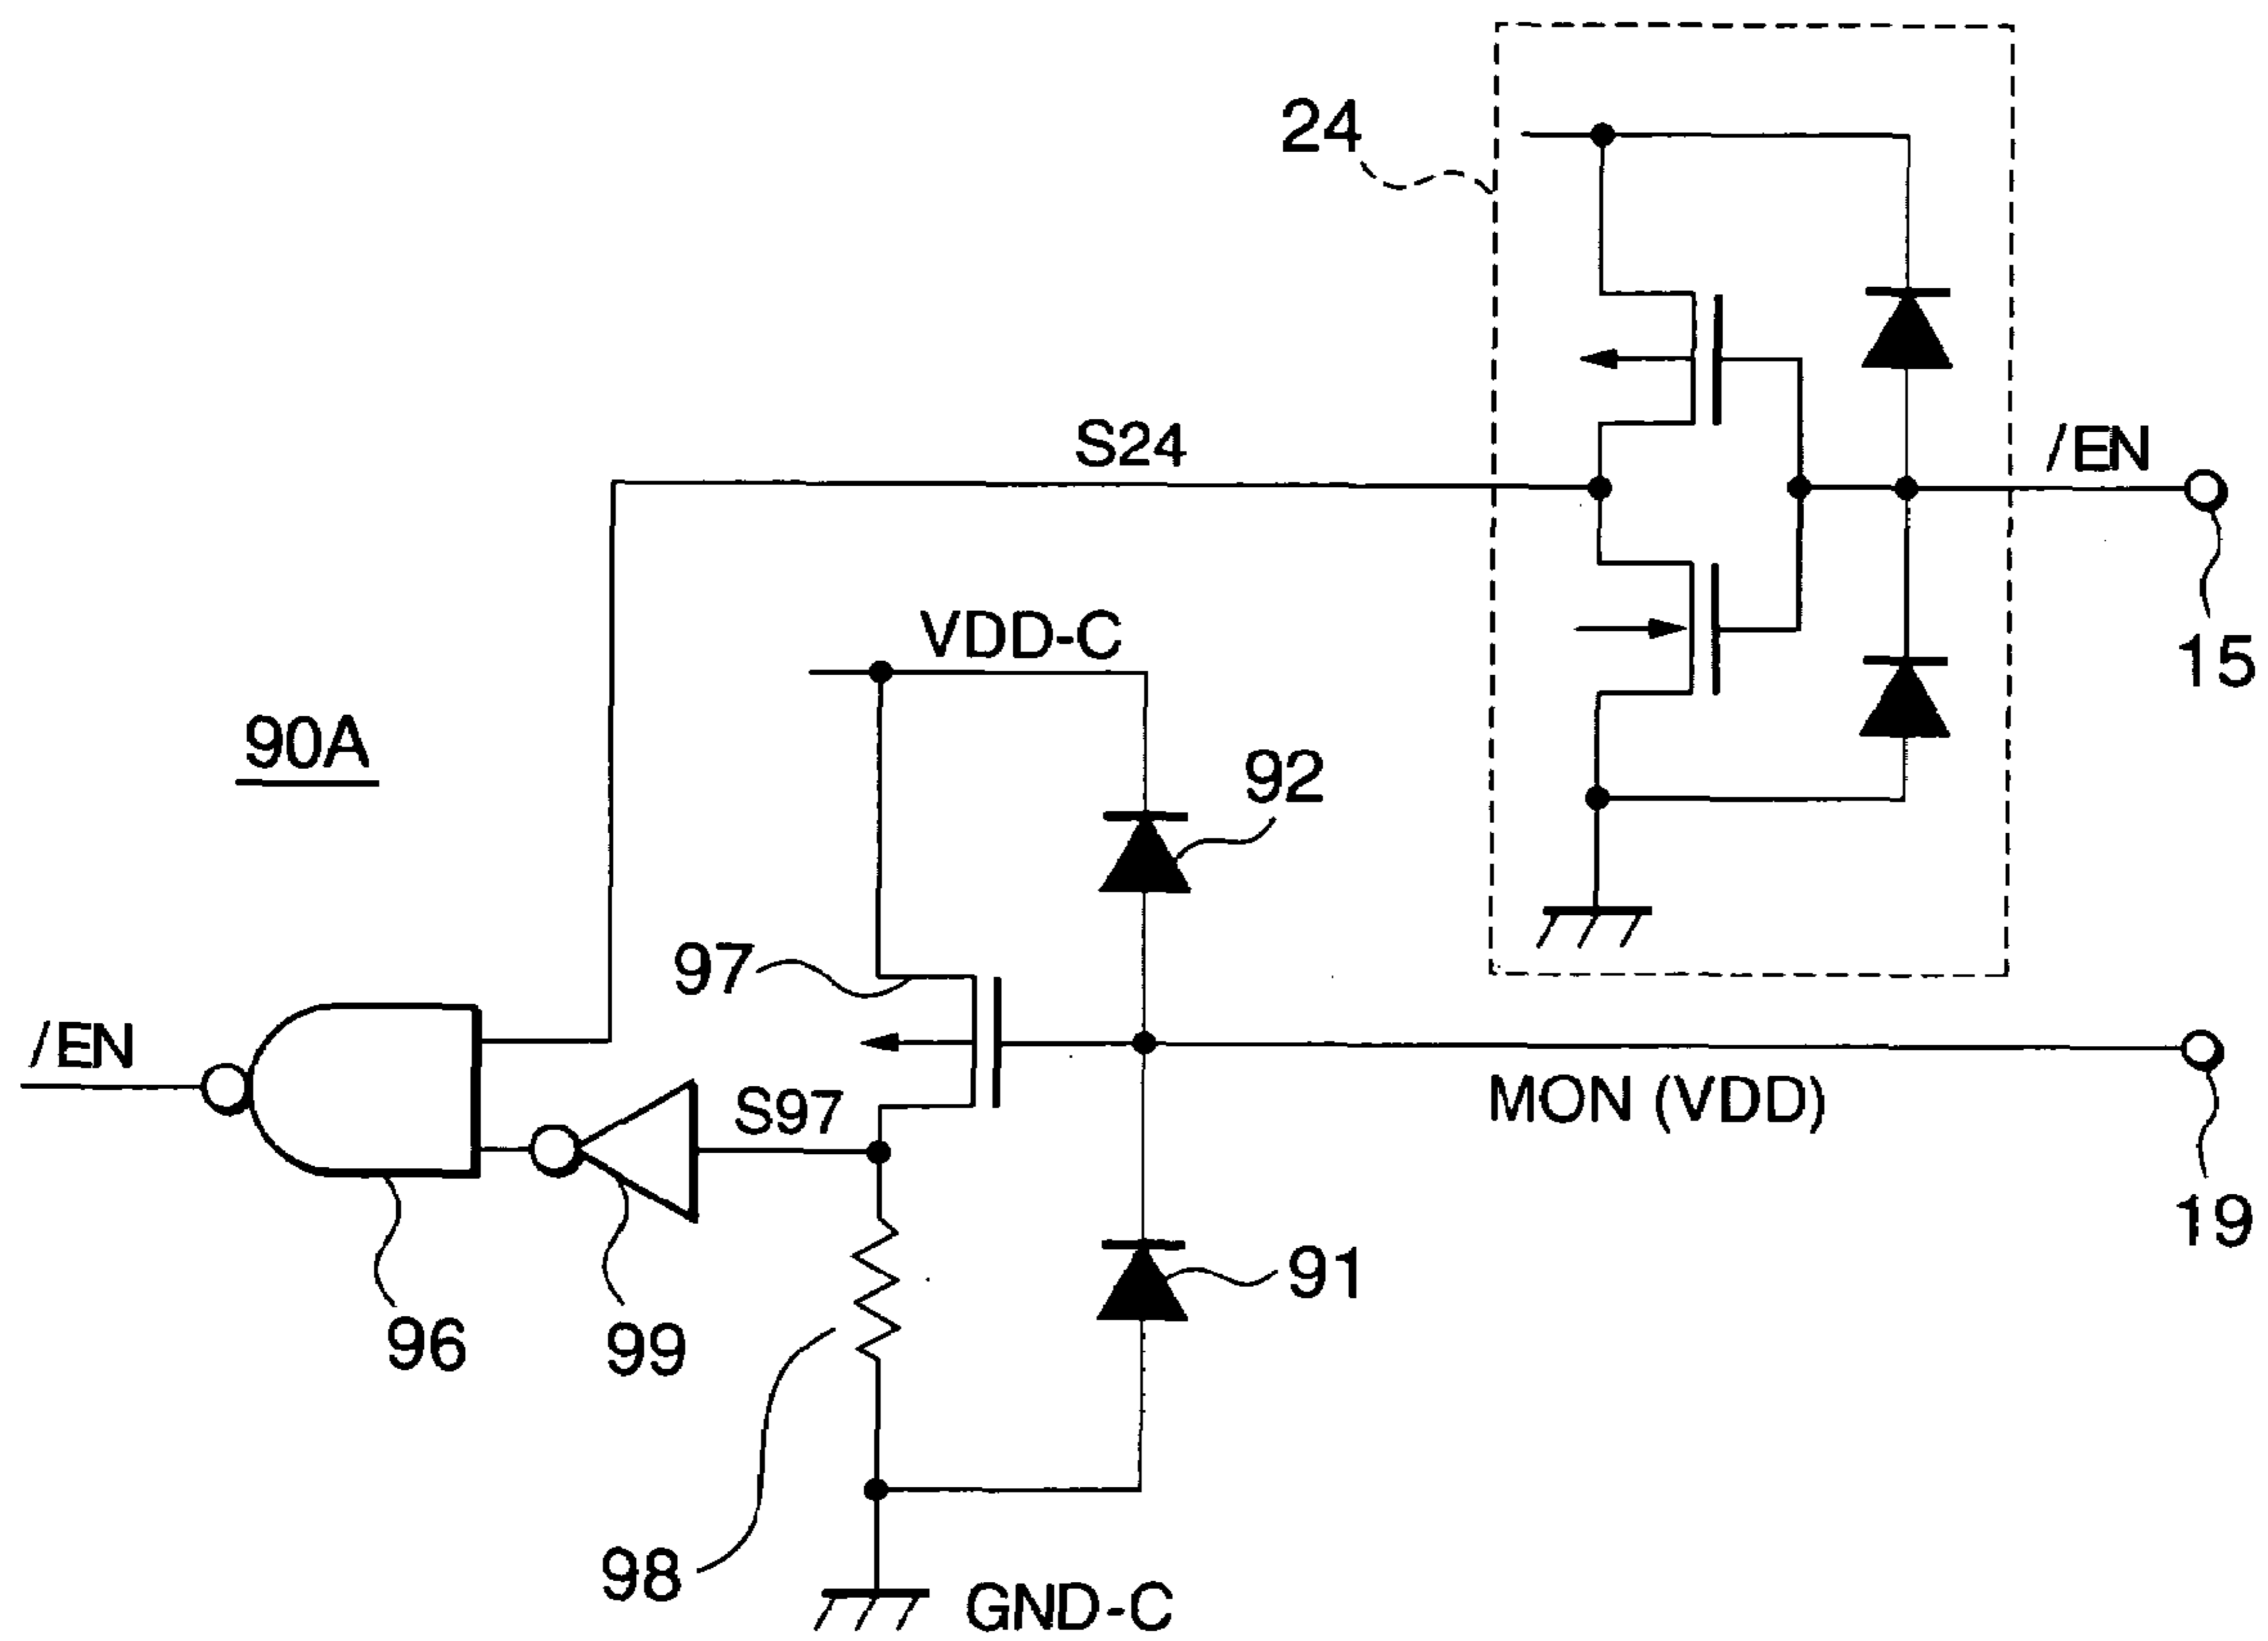 24
S24
/EN
15
VDD-C
90A
92
97
/EN
S97
MON (VDD)
19
91
96
99
98
GND-C